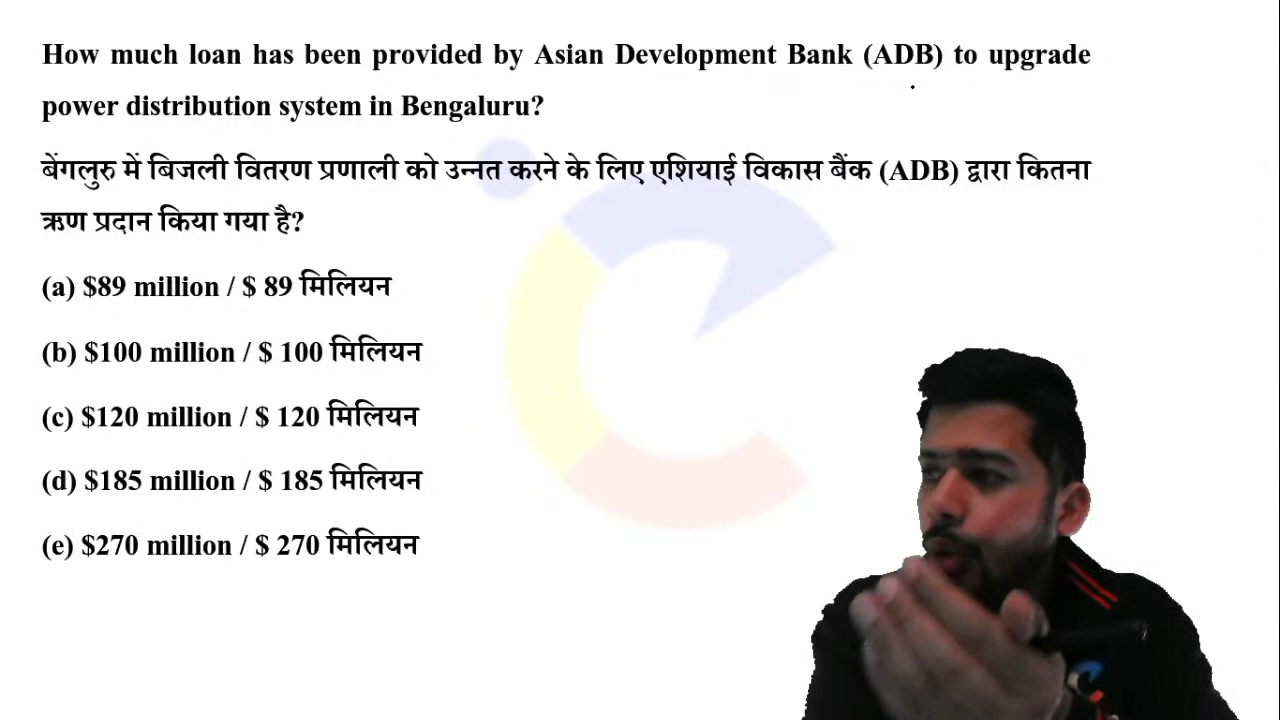 How much loan has been provided by Asian Development Bank (ADB) to upgrade
power distribution system in Bengaluru?
बेंगलुरु में बिजली वितरण प्रणाली को उन्नत करने के लिए एशियाई विकास बैंक (ADB) द्वारा कितना
ऋण प्रदान किया गया है?
(a) $89 million / $ 89 मिलियन
(b) $100 million / $ 100 मिलियन
(c) $120 million / $ 120 मिलियन
(d) $185 million / $ 185 मिलियन
(e) $270 million / $ 270 मिलियन